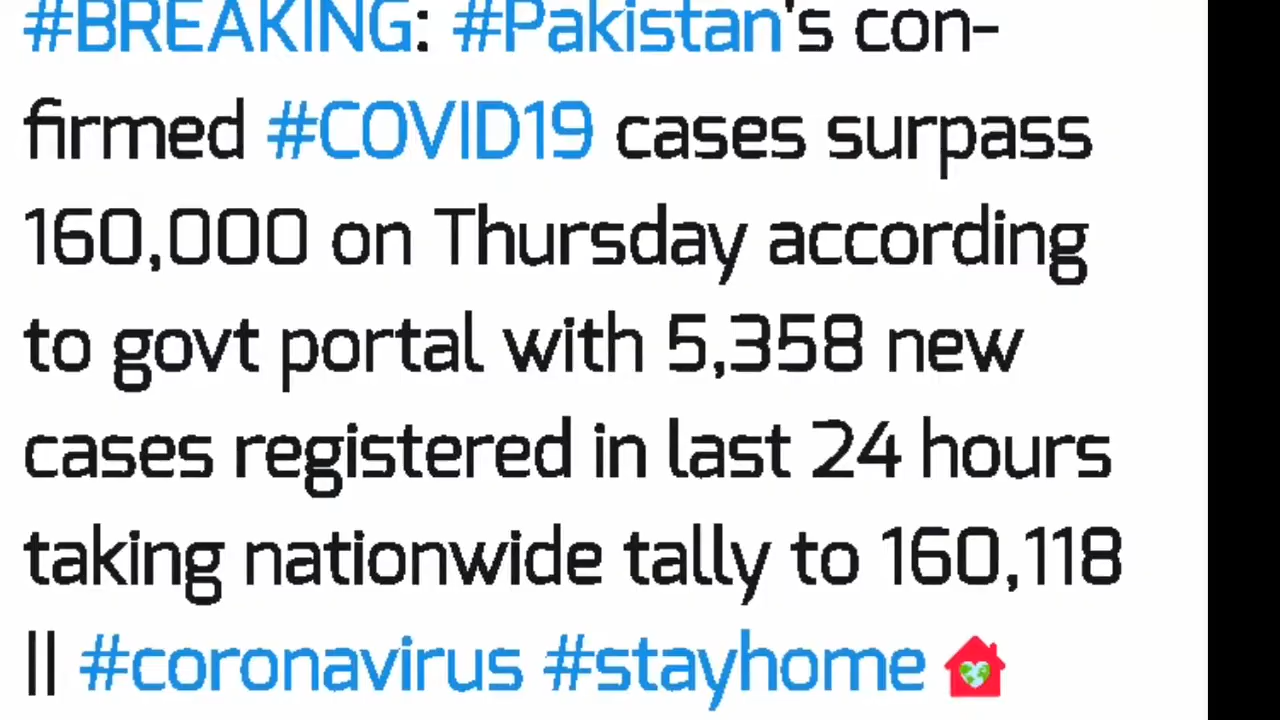 #BREAKING: #Pakistan's con-
firmed #COVID19 cases surpass
160,000 on Thursday according
to govt portal with 5,358 new
cases registered in last 24 hours
taking nationwide tally to 160,118
|| #coronavirus #stayhome